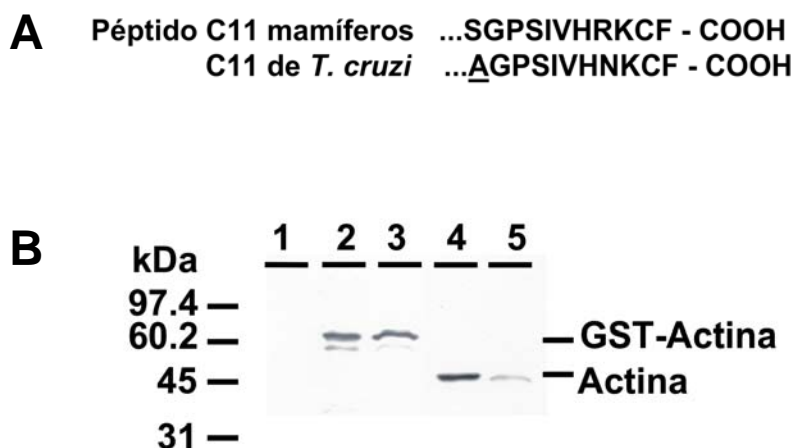 A
Péptido C11 mamíferos ...SGPSIVHRKCF - COOH
C11 de T. cruzi ...AGPSIVHNKCF - COOH
B
1 2 3 4 5
kDa
97.4
60.2
45
31
GST-Actina
Actina